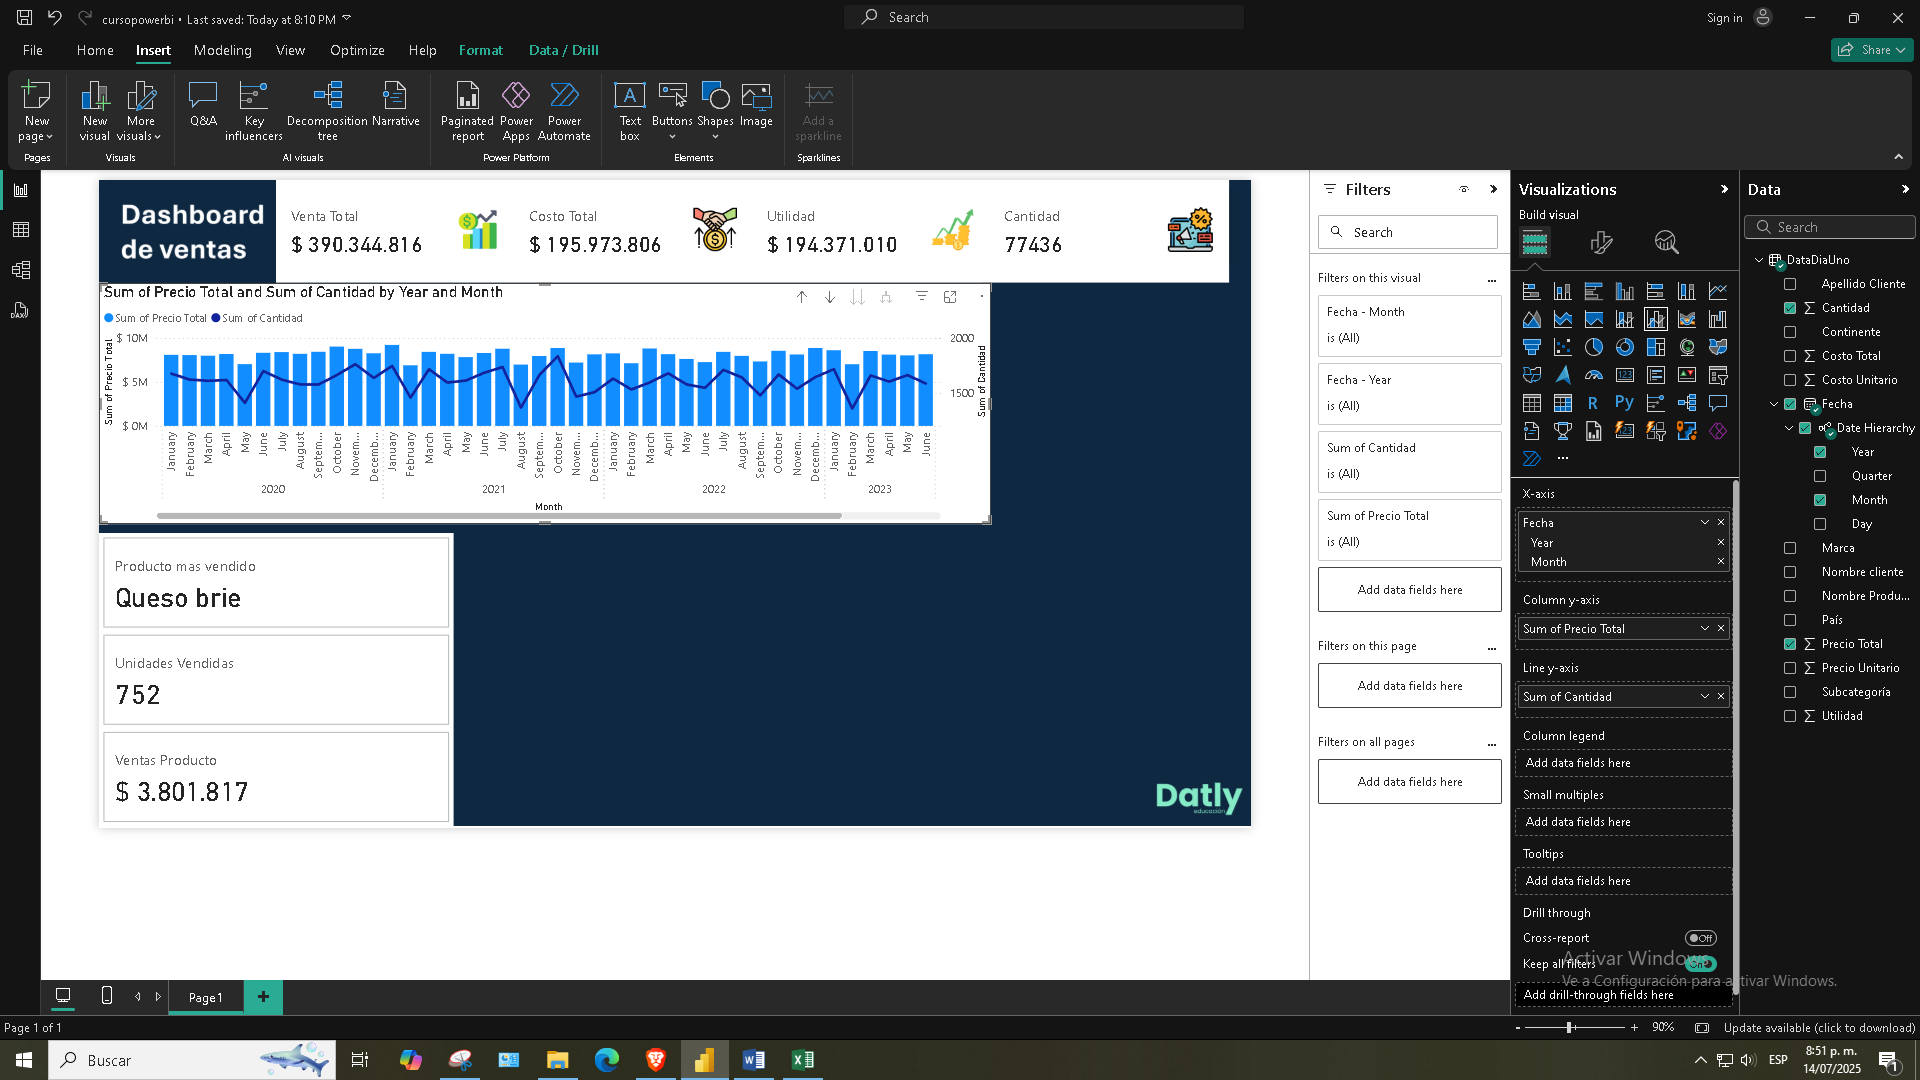 cursopowerbi • Last saved: Today at 8:10 PM
Search
Sign in
File Home Insert Modeling View Optimize Help Format Data / Drill
Share
New page
Pages
New visual
More visuals
Visuals
Q&A
Key influencers
Decomposition tree
Narrative
AI visuals
Paginated report
Power Apps
Power Automate
Power Platform
Text box
Buttons
Shapes
Image
Elements
Add a sparkline
Sparklines
Dashboard
de ventas
Venta Total
$ 390.344.816
Costo Total
$ 195.973.806
Utilidad
$ 194.371.010
Cantidad
77436
Sum of Precio Total and Sum of Cantidad by Year and Month
Sum of Precio Total Sum of Cantidad
Sum of Precio Total
$ 10M
$ 5M
$ 0M
2000
1500
Sum of Cantidad
January February March April May June July August Septem... October Novem... Decemb... January February March April May June July August Septem... October Novem... Decemb... January February March April May June July August Septem... October Novem... Decemb... January February March April May June
2020 2021 2022 2023
Month
Producto mas vendido
Queso brie
Unidades Vendidas
752
Ventas Producto
$ 3.801.817
Datly
educación
Filters
Search
Filters on this visual ...
Fecha - Month
is (All)
Fecha - Year
is (All)
Sum of Cantidad
is (All)
Sum of Precio Total
is (All)
Add data fields here
Filters on this page ...
Add data fields here
Filters on all pages ...
Add data fields here
Visualizations
Build visual
R Py
...
X-axis
Fecha
Year
Month
Column y-axis
Sum of Precio Total
Line y-axis
Sum of Cantidad
Column legend
Add data fields here
Small multiples
Add data fields here
Tooltips
Add data fields here
Drill through
Cross-report Off
Keep all filters On
Add drill-through fields here
Data
Search
DataDiaUno
Apellido Cliente
Cantidad
Continente
Costo Total
Costo Unitario
Fecha
Date Hierarchy
Year
Quarter
Month
Day
Marca
Nombre cliente
Nombre Produ...
País
Precio Total
Precio Unitario
Subcategoría
Utilidad
Activar Windows
Ve a Configuración para activar Windows.
Page 1
Page 1 of 1
- + 90%
Update available (click to download)
Buscar
ESP
8:51 p. m.
14/07/2025
1